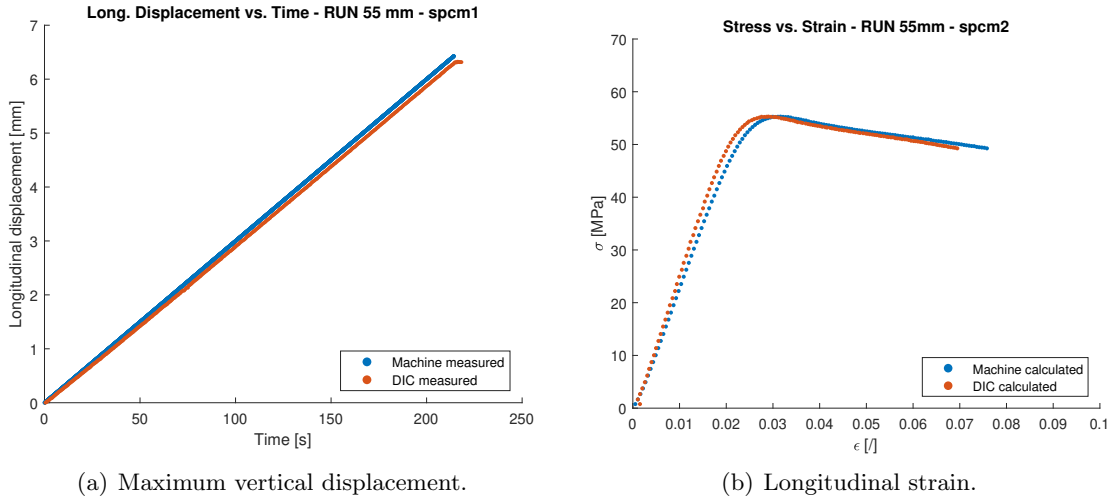 Long. Displacement vs. Time - RUN 55 mm - spcm1
7
6
5
4
3
2
1
0
Longitudinal displacement [mm]
Machine measured
DIC measured
0 50 100 150 200 250
Time [s]
(a) Maximum vertical displacement.
Stress vs. Strain - RUN 55mm - spcm2
70
60
50
40
30
20
10
0
σ [MPa]
Machine calculated
DIC calculated
0 0.01 0.02 0.03 0.04 0.05 0.06 0.07 0.08 0.09 0.1
ϵ [/]
(b) Longitudinal strain.